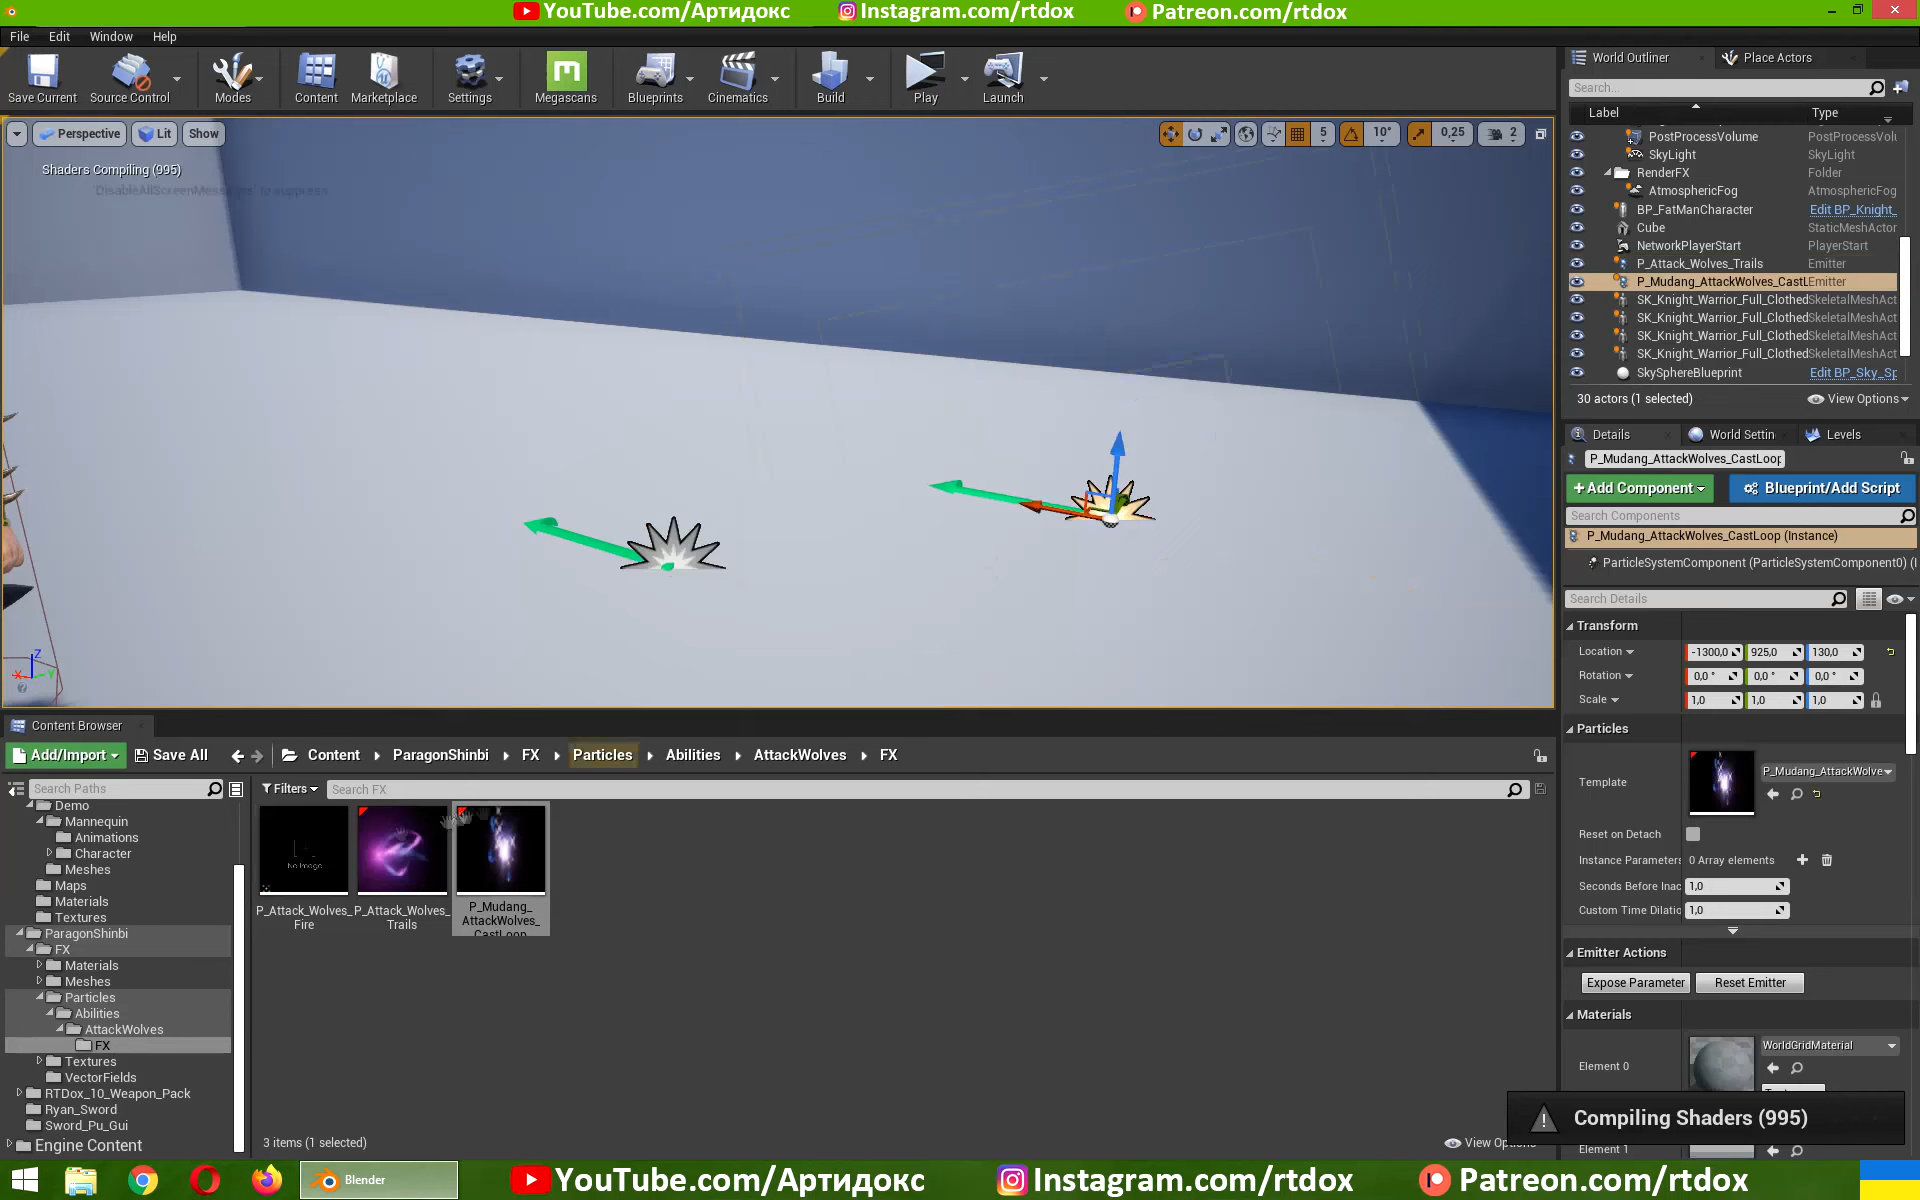 YouTube.com/Артидокс
Instagram.com/rtdox
Patreon.com/rtdox
File
Edit
Window
Help
Save Current
Source Control
Modes
Content
Marketplace
Settings
Megascans
Blueprints
Cinematics
Build
Play
Launch
World Outliner
Place Actors
Search...
Label
Type
PostProcessVolume
PostProcessVolu
SkyLight
SkyLight
RenderFX
Folder
AtmosphericFog
AtmosphericFog
BP_FatManCharacter
Edit BP_Knight_
Cube
StaticMeshActor
NetworkPlayerStart
PlayerStart
P_Attack_Wolves_Trails
Emitter
P_Mudang_AttackWolves_CastL
Emitter
SK_Knight_Warrior_Full_Clothed
SkeletalMeshAct
SK_Knight_Warrior_Full_Clothed
SkeletalMeshAct
SK_Knight_Warrior_Full_Clothed
SkeletalMeshAct
SK_Knight_Warrior_Full_Clothed
SkeletalMeshAct
SkySphereBlueprint
Edit BP_Sky_Sp
30 actors (1 selected)
View Options
Perspective
Lit
Show
5
10°
0,25
2
Shaders Compiling (995)
'DisableAllScreenMessages' to suppress
Z
X
Y
Details
World Settin
Levels
P_Mudang_AttackWolves_CastLoop
+Add Component
Blueprint/Add Script
Search Components
P_Mudang_AttackWolves_CastLoop (Instance)
ParticleSystemComponent (ParticleSystemComponent0) (I
Search Details
Transform
Location
-1300,0
925,0
130,0
Rotation
0,0 °
0,0 °
0,0 °
Scale
1,0
1,0
1,0
Particles
Template
P_Mudang_AttackWolve
Reset on Detach
Instance Parameters
0 Array elements
Seconds Before Inac
1,0
Custom Time Dilatio
1,0
Emitter Actions
Expose Parameter
Reset Emitter
Materials
Element 0
WorldGridMaterial
Element 1
Compiling Shaders (995)
Content Browser
Add/Import
Save All
Content
ParagonShinbi
FX
Particles
Abilities
AttackWolves
FX
Search Paths
Filters
Search FX
Demo
Mannequin
Animations
Character
Meshes
Maps
Materials
Textures
ParagonShinbi
FX
Materials
Meshes
Particles
Abilities
AttackWolves
FX
Textures
VectorFields
RTDox_10_Weapon_Pack
Ryan_Sword
Sword_Pu_Gui
Engine Content
No Image
P_Attack_Wolves_
Fire
P_Attack_Wolves_
Trails
P_Mudang_
AttackWolves_
CastLoop
3 items (1 selected)
View Options
Blender
YouTube.com/Артидокс
Instagram.com/rtdox
Patreon.com/rtdox